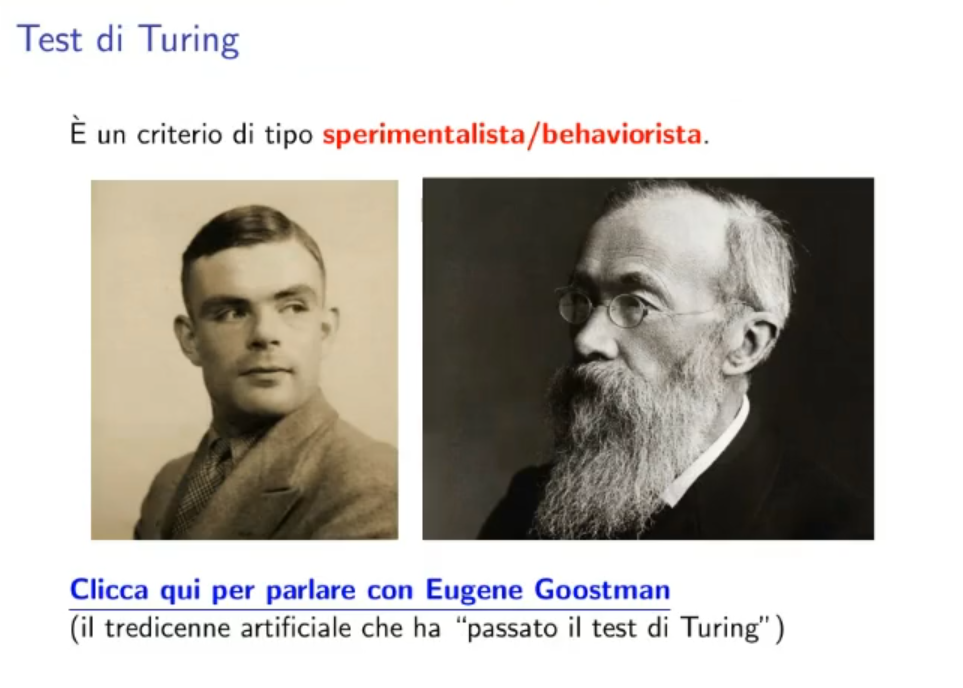 Test di Turing
È un criterio di tipo sperimentalista/behaviorista.
Clicca qui per parlare con Eugene Goostman
(il tredicenne artificiale che ha “passato il test di Turing”)